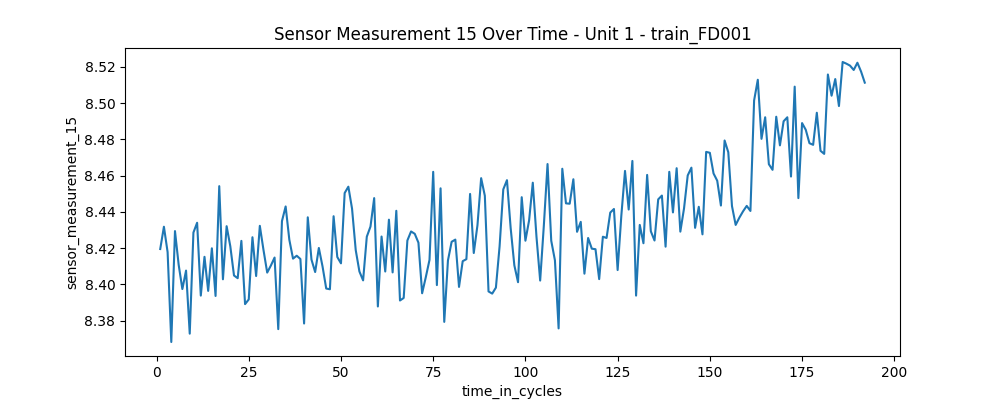 Sensor Measurement 15 Over Time - Unit 1 - train_FD001
sensor_measurement_15
8.52
8.50
8.48
8.46
8.44
8.42
8.40
8.38
0 25 50 75 100 125 150 175 200
time_in_cycles